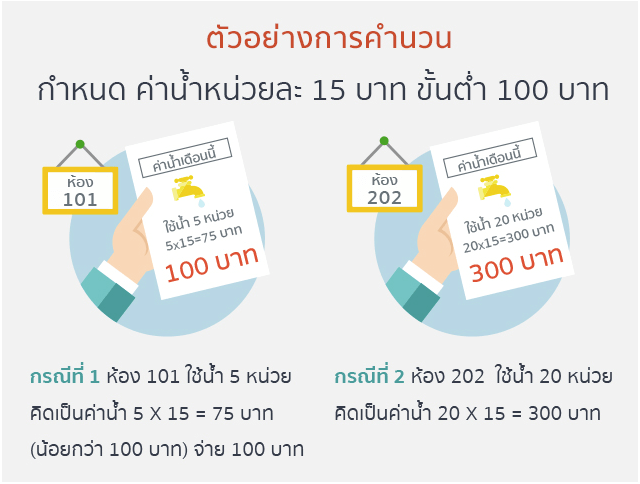 ตัวอย่างการคำนวน
กำหนด ค่าน้ำหน่วยละ 15 บาท ขั้นต่ำ 100 บาท
ห้อง
101
ค่าน้ำเดือนนี้
ใช้น้ำ 5 หน่วย
5x15=75 บาท
100 บาท
ห้อง
202
ค่าน้ำเดือนนี้
ใช้น้ำ 20 หน่วย
20x15=300 บาท
300 บาท
กรณีที่ 1 ห้อง 101 ใช้น้ำ 5 หน่วย
คิดเป็นค่าน้ำ 5 X 15 = 75 บาท
(น้อยกว่า 100 บาท) จ่าย 100 บาท
กรณีที่ 2 ห้อง 202 ใช้น้ำ 20 หน่วย
คิดเป็นค่าน้ำ 20 X 15 = 300 บาท